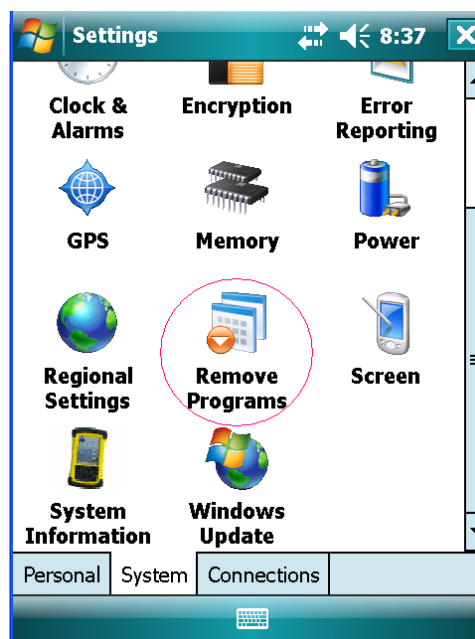 Settings 8:37
Clock & Encryption Error
Alarms Reporting
GPS Memory Power
Regional Remove Screen
Settings Programs
System Windows
Information Update
Personal System Connections